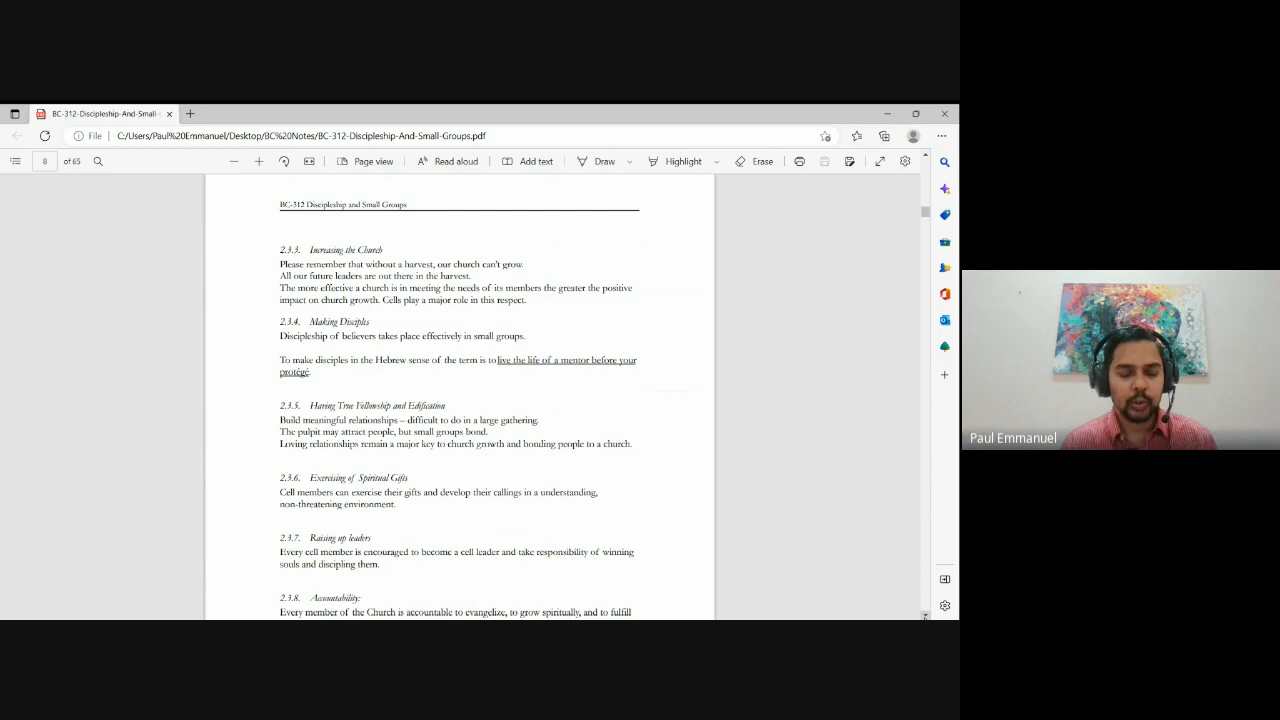 BC-312-Discipleship-And-Small-
File
C:/Users/Paul%20Emmanuel/Desktop/BC%20Notes/BC-312-Discipleship-And-Small-Groups.pdf
8 of 65
Page view
Read aloud
Add text
Draw
Highlight
Erase
BC-312 Discipleship and Small Groups
2.3.3. Increasing the Church
Please remember that without a harvest, our church can't grow.
All our future leaders are out there in the harvest.
The more effective a church is in meeting the needs of its members the greater the positive
impact on church growth. Cells play a major role in this respect.
2.3.4. Making Disciples
Discipleship of believers takes place effectively in small groups.
To make disciples in the Hebrew sense of the term is to live the life of a mentor before your
protégé.
2.3.5. Having True Fellowship and Edification
Build meaningful relationships – difficult to do in a large gathering.
The pulpit may attract people, but small groups bond.
Loving relationships remain a major key to church growth and bonding people to a church.
2.3.6. Exercising of Spiritual Gifts
Cell members can exercise their gifts and develop their callings in a understanding,
non-threatening environment.
2.3.7. Raising up leaders
Every cell member is encouraged to become a cell leader and take responsibility of winning
souls and discipling them.
2.3.8. Accountability:
Every member of the Church is accountable to evangelize, to grow spiritually, and to fulfill
Paul Emmanuel